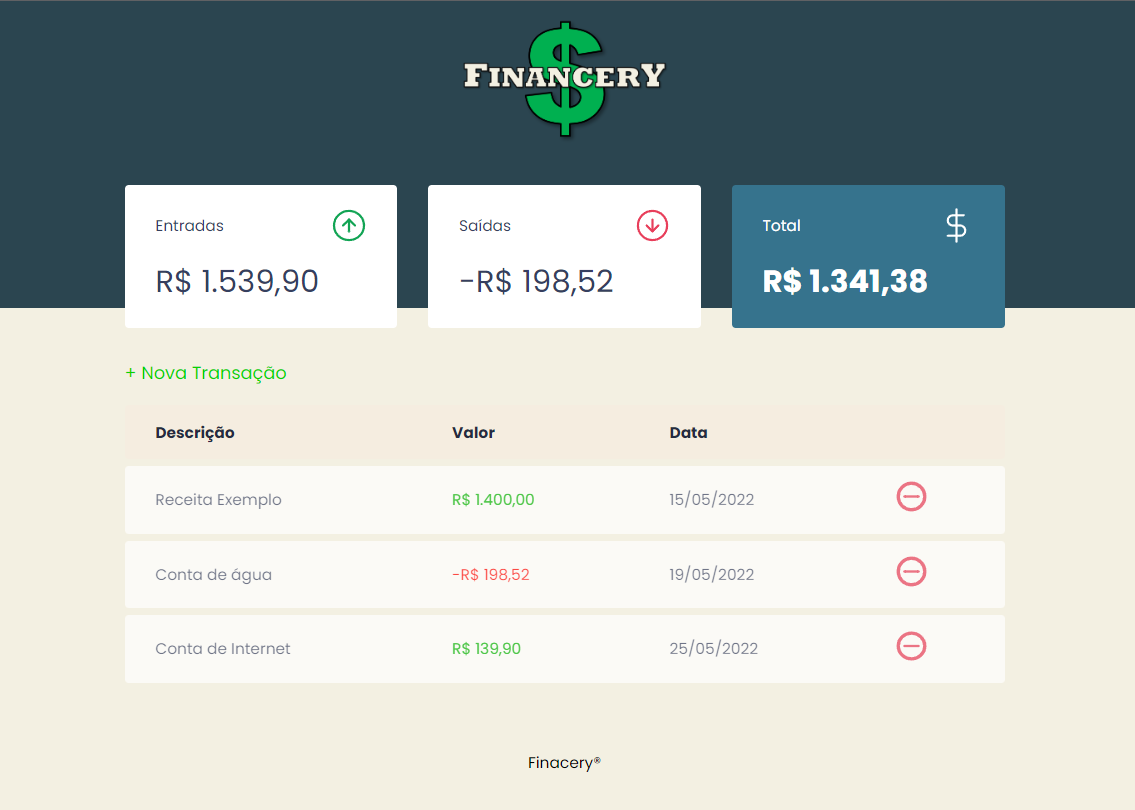 FINANCERY
$
Entradas
R$ 1.539,90
Saídas
-R$ 198,52
Total
$
R$ 1.341,38
+ Nova Transação
Descrição Valor Data
Receita Exemplo R$ 1.400,00 15/05/2022
Conta de água -R$ 198,52 19/05/2022
Conta de Internet R$ 139,90 25/05/2022
Finacery®